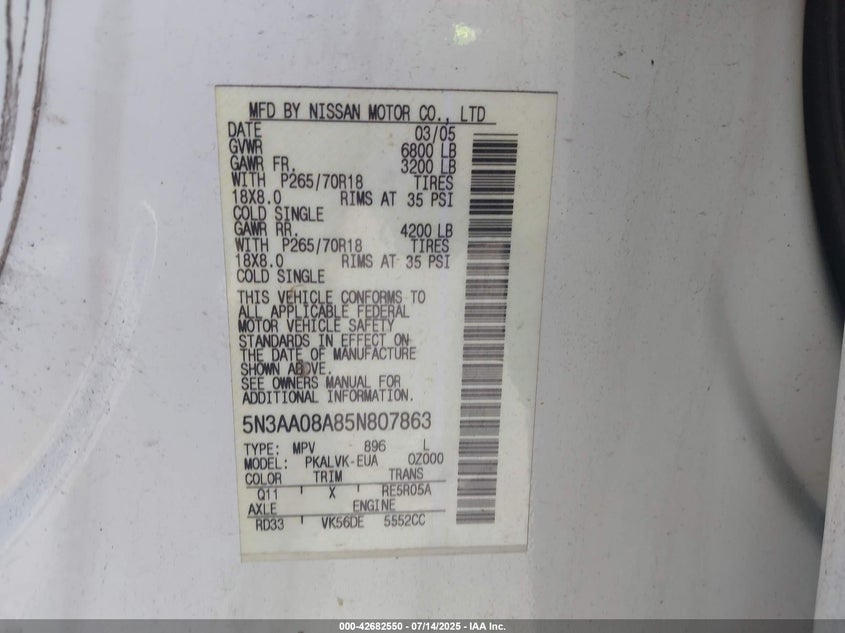 MFD BY NISSAN MOTOR CO., LTD
DATE 03/05
GVWR 6800 LB
GAWR FR. 3200 LB
WITH P265/70R18 TIRES
18X8.0 RIMS AT 35 PSI
COLD SINGLE
GAWR RR. 4200 LB
WITH P265/70R18 TIRES
18X8.0 RIMS AT 35 PSI
COLD SINGLE
THIS VEHICLE CONFORMS TO
ALL APPLICABLE FEDERAL
MOTOR VEHICLE SAFETY
STANDARDS IN EFFECT ON
THE DATE OF MANUFACTURE
SHOWN ABOVE.
SEE OWNERS MANUAL FOR
ADDITIONAL INFORMATION.
5N3AA08A85N807863
TYPE: MPV 896 L
MODEL: PKALVK-EUA 0Z000
COLOR TRIM TRANS
Q11 X RE5R05A
AXLE ENGINE
RD33 VK56DE 5552CC
000-42682550 - 07/14/2025 - IAA Inc.